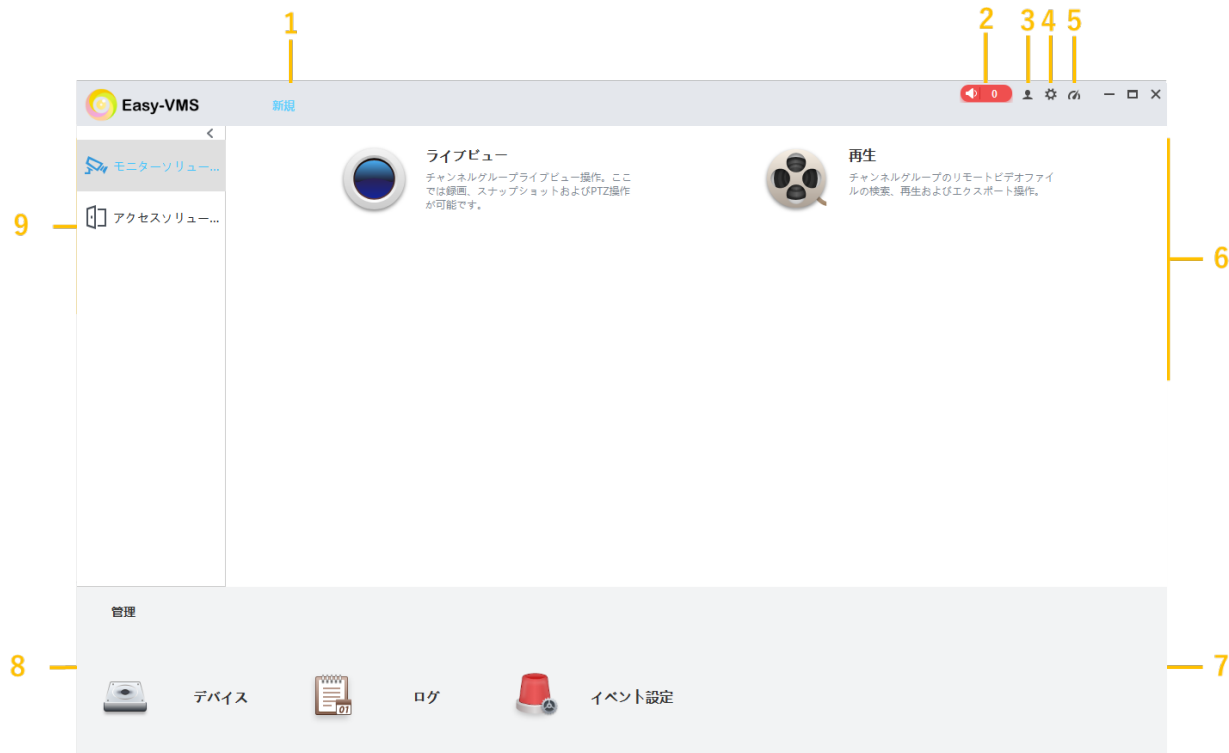 1
2
3 4 5
Easy-VMS
新規
0
モニターソリュー...
アクセスソリュー...
ライブビュー
チャンネルグループライブビュー操作。ここ
では録画、スナップショットおよびPTZ操作
が可能です。
再生
チャンネルグループのリモートビデオファイ
ルの検索、再生およびエクスポート操作。
9
6
管理
8
7
デバイス
01
ログ
イベント設定